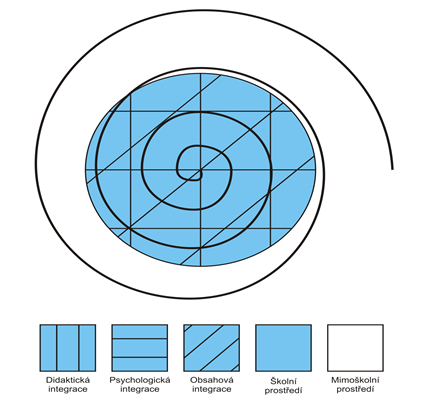 Didaktická
integrace
Psychologická
integrace
Obsahová
integrace
Školní
prostředí
Mimoškolní
prostředí